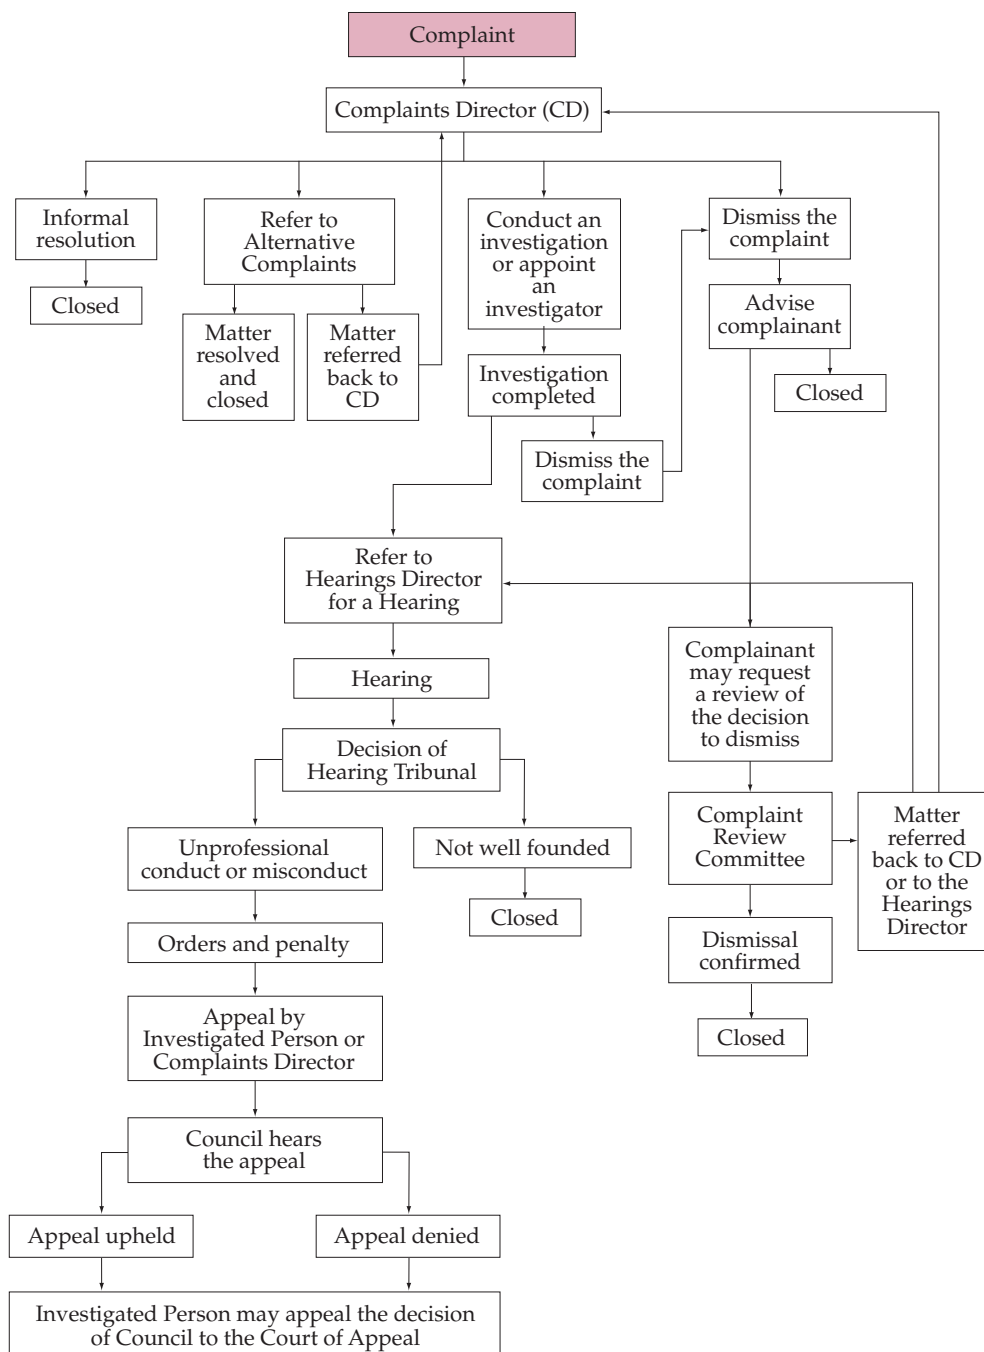 Complaint
Complaints Director (CD)
Informal
resolution
Closed
Refer to
Alternative
Complaints
Matter
resolved
and
closed
Matter
referred
back to
CD
Conduct an
investigation
or appoint
an
investigator
Investigation
completed
Dismiss the
complaint
Dismiss the
complaint
Advise
complainant
Closed
Refer to
Hearings Director
for a Hearing
Hearing
Decision of
Hearing Tribunal
Unprofessional
conduct or misconduct
Not well founded
Closed
Orders and penalty
Appeal by
Investigated Person or
Complaints Director
Council hears
the appeal
Appeal upheld
Appeal denied
Investigated Person may appeal the decision
of Council to the Court of Appeal
Complainant
may request
a review of
the decision
to dismiss
Complaint
Review
Committee
Matter
referred
back to CD
or to the
Hearings
Director
Dismissal
confirmed
Closed